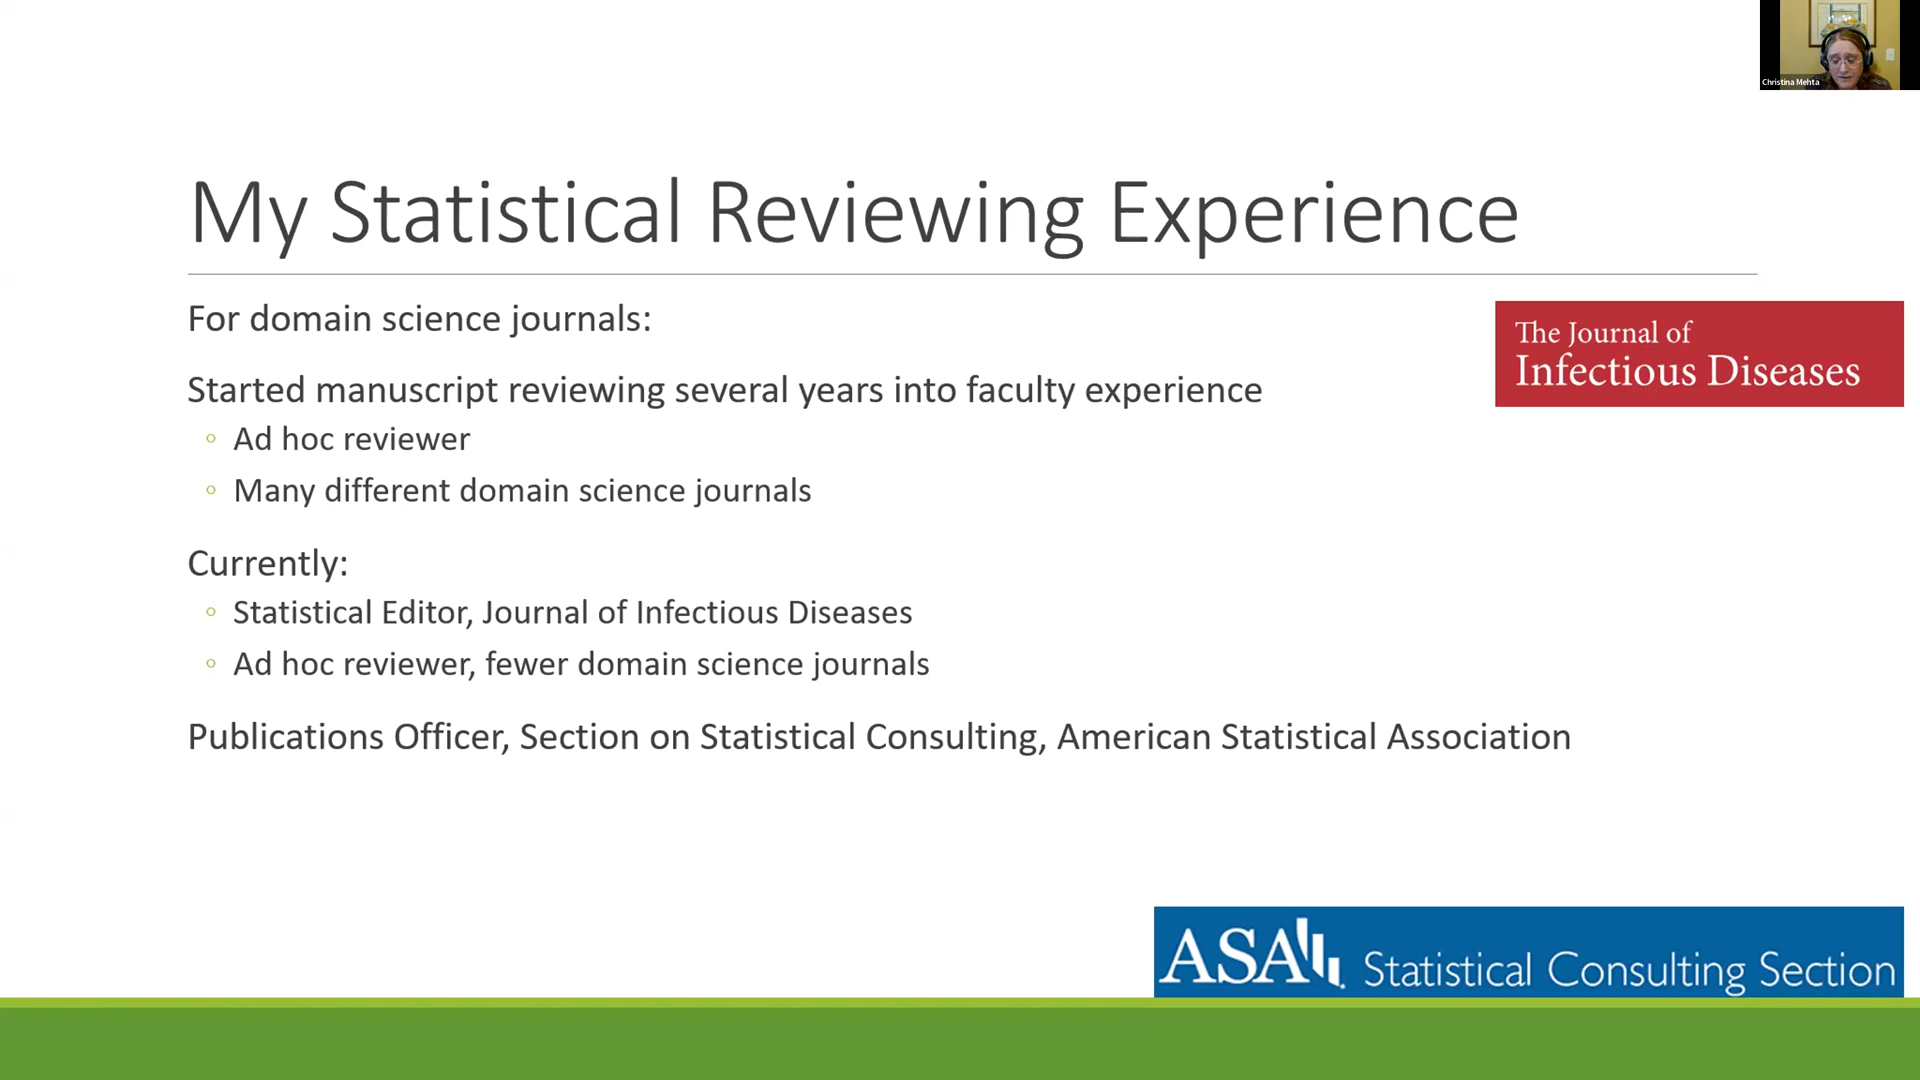 Christina Mehta
My Statistical Reviewing Experience
For domain science journals:
The Journal of
Infectious Diseases
Started manuscript reviewing several years into faculty experience
◦ Ad hoc reviewer
◦ Many different domain science journals
Currently:
◦ Statistical Editor, Journal of Infectious Diseases
◦ Ad hoc reviewer, fewer domain science journals
Publications Officer, Section on Statistical Consulting, American Statistical Association
ASA. Statistical Consulting Section